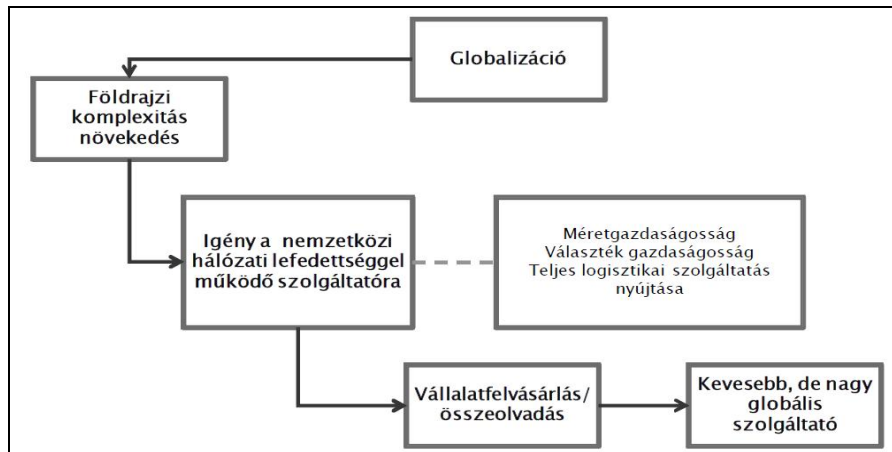 Globalizáció
Földrajzi
komplexitás
növekedés
Igény a nemzetközi
hálózati lefedettséggel
működő szolgáltatóra
Méretgazdaságosság
Választék gazdaságosság
Teljes logisztikai szolgáltatás
nyújtása
Vállalatfelvásárlás/
összeolvadás
Kevesebb, de nagy
globális
szolgáltató